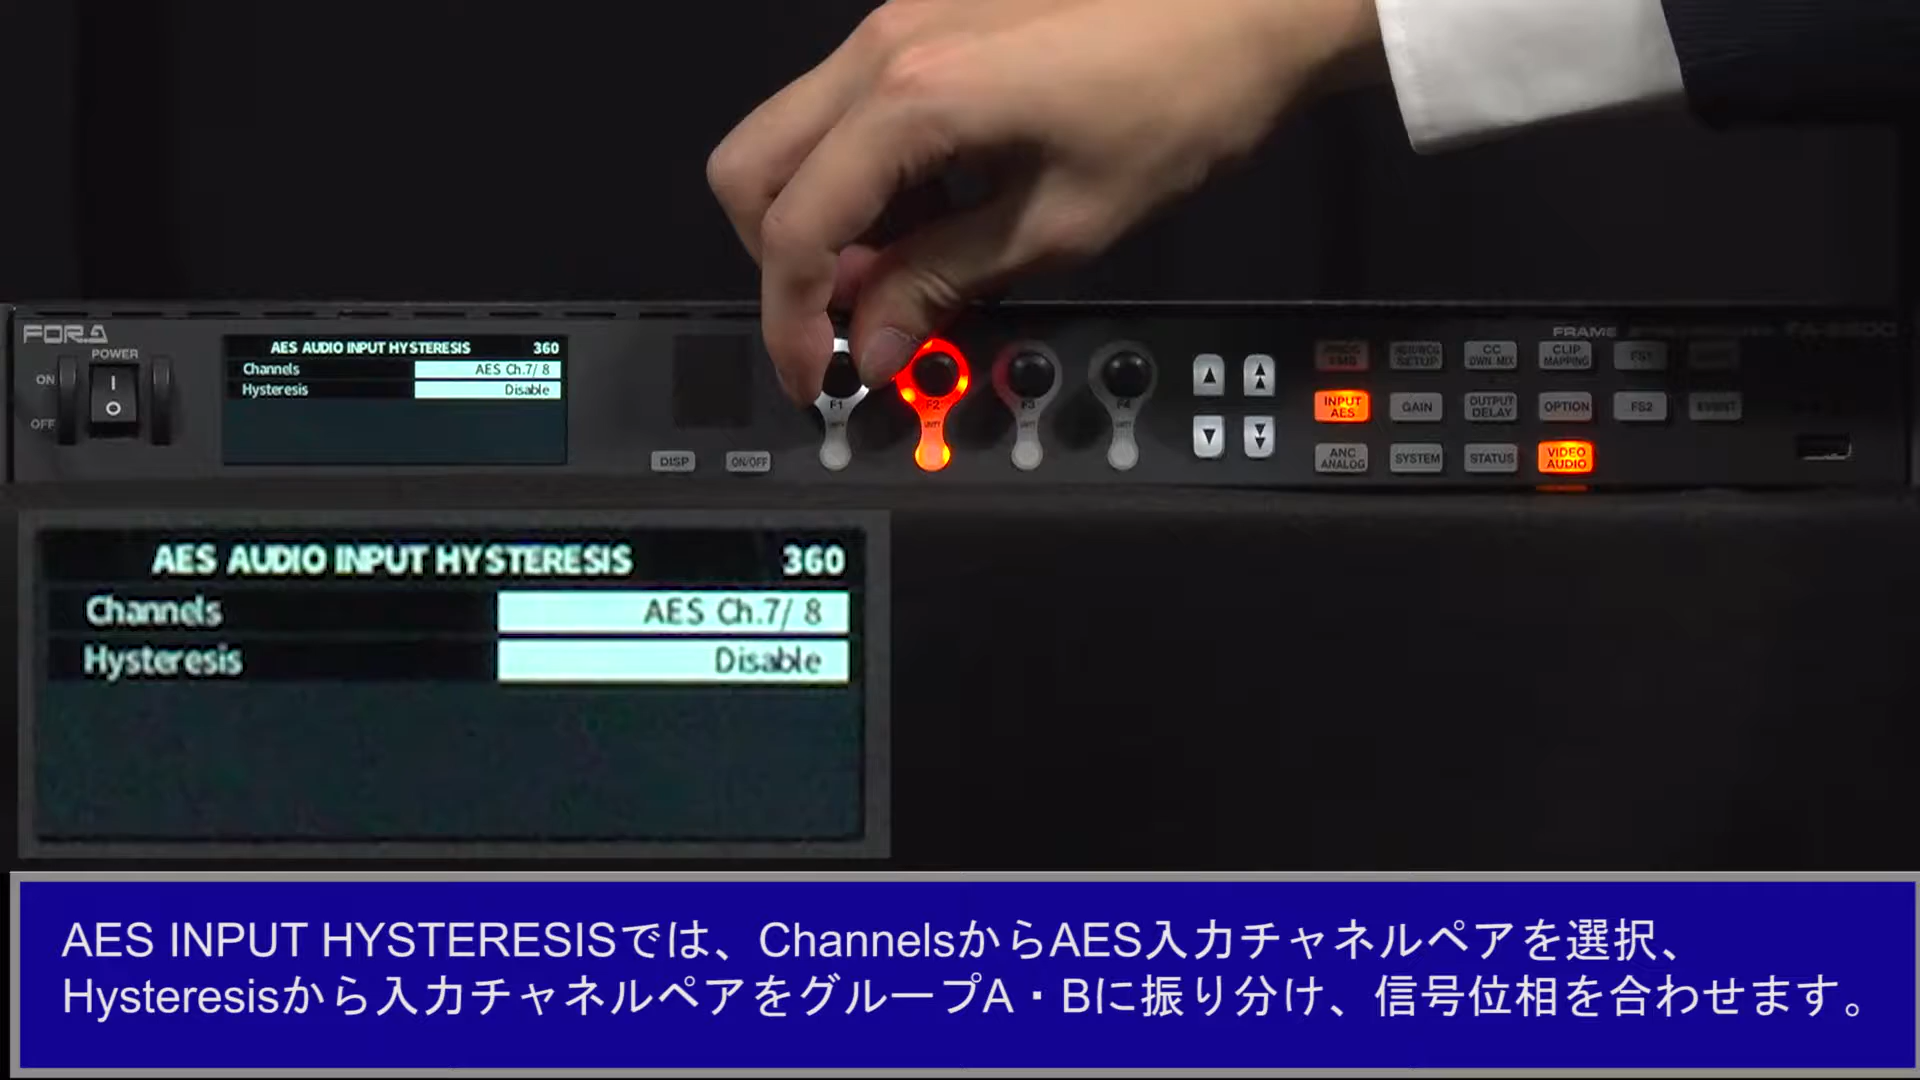 FOR.A
POWER
ON
OFF
I
O
AES AUDIO INPUT HYSTERESIS 360
Channels AES Ch.7/ 8
Hysteresis Disable
DISP
ON/OFF
F1
F2
F3
F4
UNITY
UNITY
UNITY
FRAME
CC
DWN MIX
CLIP
MAPPING
FS1
INPUT
AES
GAIN
OUTPUT
DELAY
OPTION
FS2
EVENT
ANC
ANALOG
SYSTEM
STATUS
VIDEO
AUDIO
AES AUDIO INPUT HYSTERESIS 360
Channels AES Ch.7/ 8
Hysteresis Disable
AES INPUT HYSTERESISでは、ChannelsからAES入力チャネルペアを選択、
Hysteresisから入力チャネルペアをグループA・Bに振り分け、信号位相を合わせます。